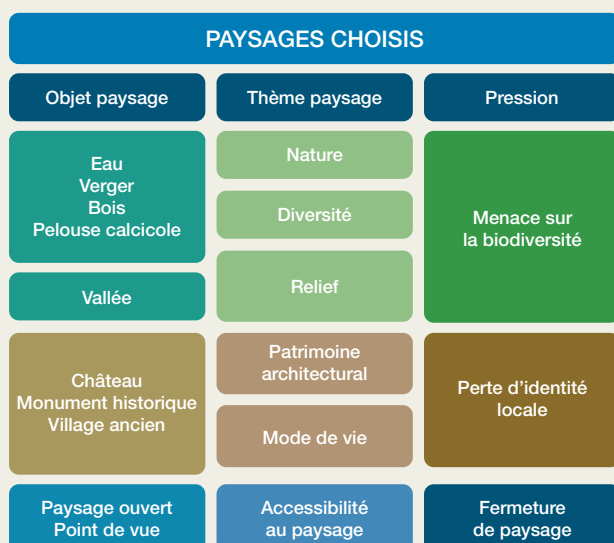 PAYSAGES CHOISIS
Objet paysage
Thème paysage
Pression
Eau
Verger
Bois
Pelouse calcicole
Vallée
Nature
Diversité
Relief
Menace sur
la biodiversité
Château
Monument historique
Village ancien
Patrimoine
architectural
Mode de vie
Perte d’identité
locale
Paysage ouvert
Point de vue
Accessibilité
au paysage
Fermeture
de paysage